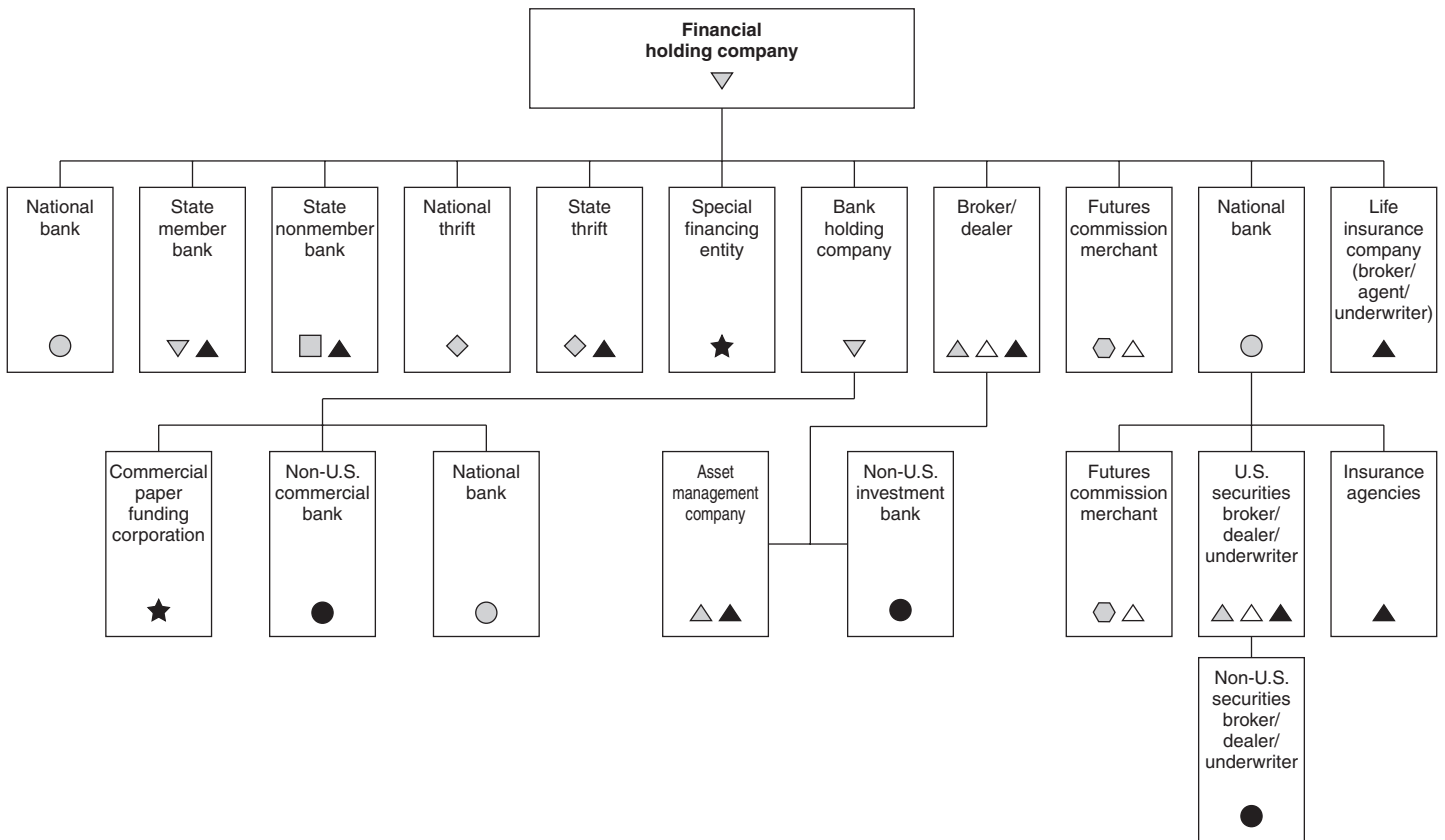 Financial
holding company
National
bank
State
member
bank
State
nonmember
bank
National
thrift
State
thrift
Special
financing
entity
Bank
holding
company
Broker/
dealer
Futures
commission
merchant
National
bank
Life
insurance
company
(broker/
agent/
underwriter)
Commercial
paper
funding
corporation
Non-U.S.
commercial
bank
National
bank
Asset
management
company
Non-U.S.
investment
bank
Futures
commission
merchant
U.S.
securities
broker/
dealer/
underwriter
Insurance
agencies
Non-U.S.
securities
broker/
dealer/
underwriter